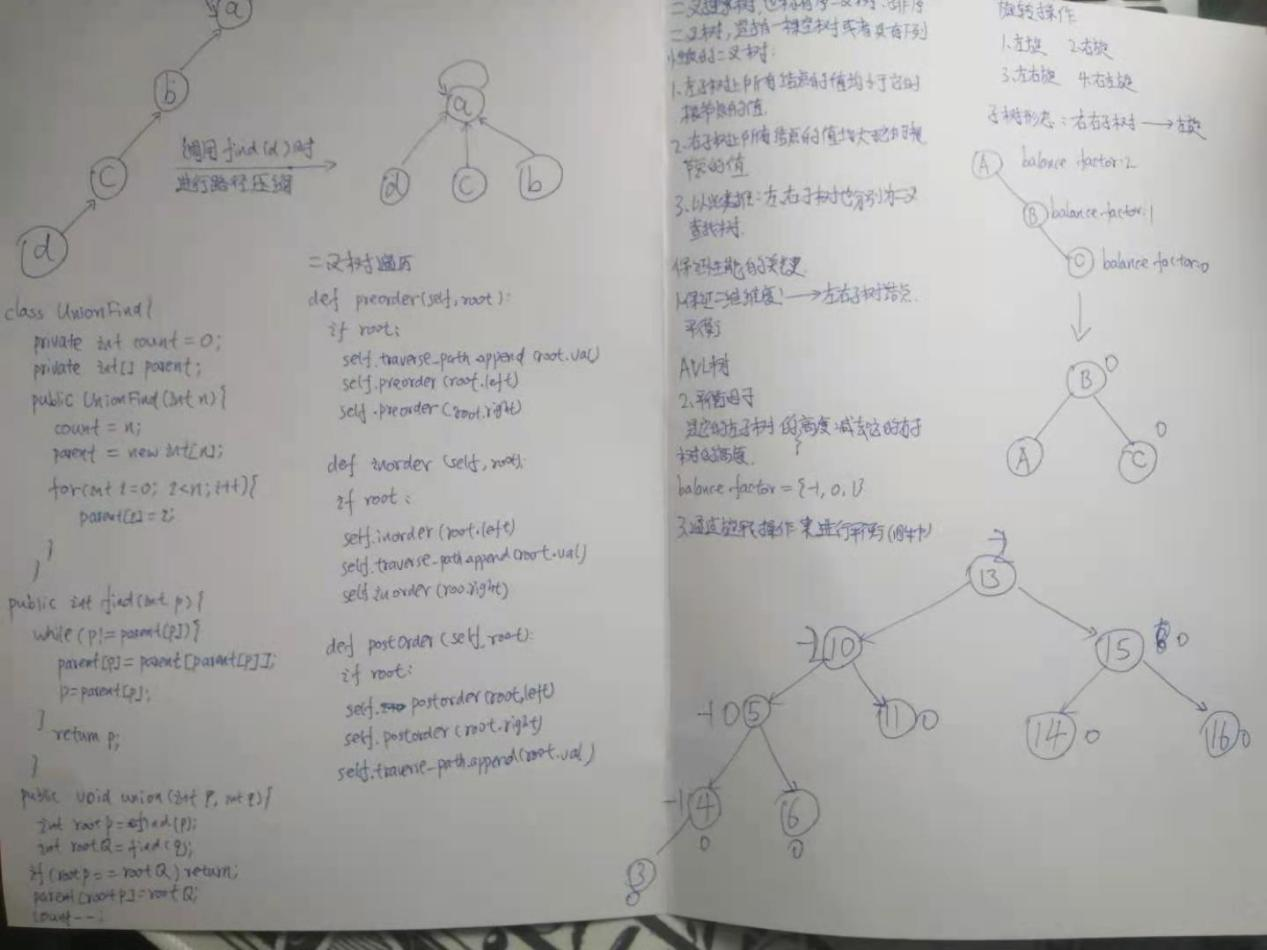 a
b
c
d
调用find(d)时
进行路径压缩
a
d c b
class UnionFind{
private int count = 0;
private int[] parent;
public UnionFind(int n){
count = n;
parent = new int[n];
for(int i=0; i<n; i++){
parent[i] = i;
}
}
public int find(int p){
while (p!= parent[p]){
parent[p] = parent[parent[p]];
p=parent[p];
}
return p;
}
public void union(int p, int q){
int rootp = find(p);
int rootQ = find(q);
if (rootp == rootQ) return;
parent[rootp] = rootQ;
count--;
二叉树遍历
def preorder(self, root):
if root:
self.traverse_path.append(root.val)
self.preorder(root.left)
self.preorder(root.right)
def inorder(self, root):
if root:
self.inorder(root.left)
self.traverse_path.append(root.val)
self.inorder(roo.right)
def postorder(self, root):
if root:
self.postorder(root.left)
self.postorder(root.right)
self.traverse_path.append(root.val)
二叉搜索树,也称有序二叉树,排序
二叉树,是指一棵空树或者具有下列
性质的二叉树:
1.左子树上所有结点的值均小于它的
根节点的值.
2.右子树上所有结点的值均大于它的根
节点的值
3.以此类推:左、右子树也分别为二叉
查找树.
保证性能的关键
1.保证二维维度! → 左右子树结点
平衡
AVL树
2.平衡因子
是它的左子树的高度减去它的右子
树的高度.
balance factor = {-1, 0, 1}
3.通过旋转操作来进行平衡(四种)
旋转操作
1.左旋 2.右旋
3.左右旋 4.右左旋
子树形态:右右子树 → 左旋
A balance factor:2
B balance factor:1
C balance factor:0
B 0
A C 0
13
-2 10 15 0
-1 5 11 0 14 0 16 0
-1 4 6
0 0
3
0